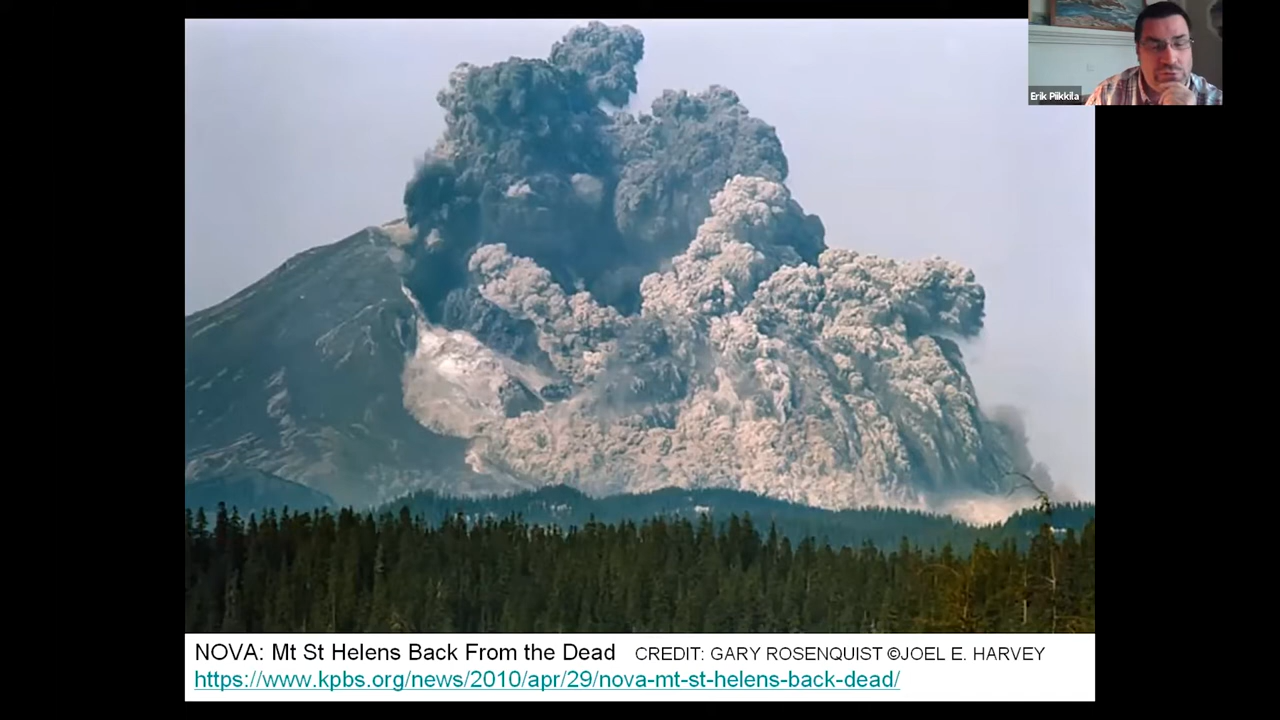 Erik Piikkila
NOVA: Mt St Helens Back From the Dead CREDIT: GARY ROSENQUIST ©JOEL E. HARVEY
https://www.kpbs.org/news/2010/apr/29/nova-mt-st-helens-back-dead/